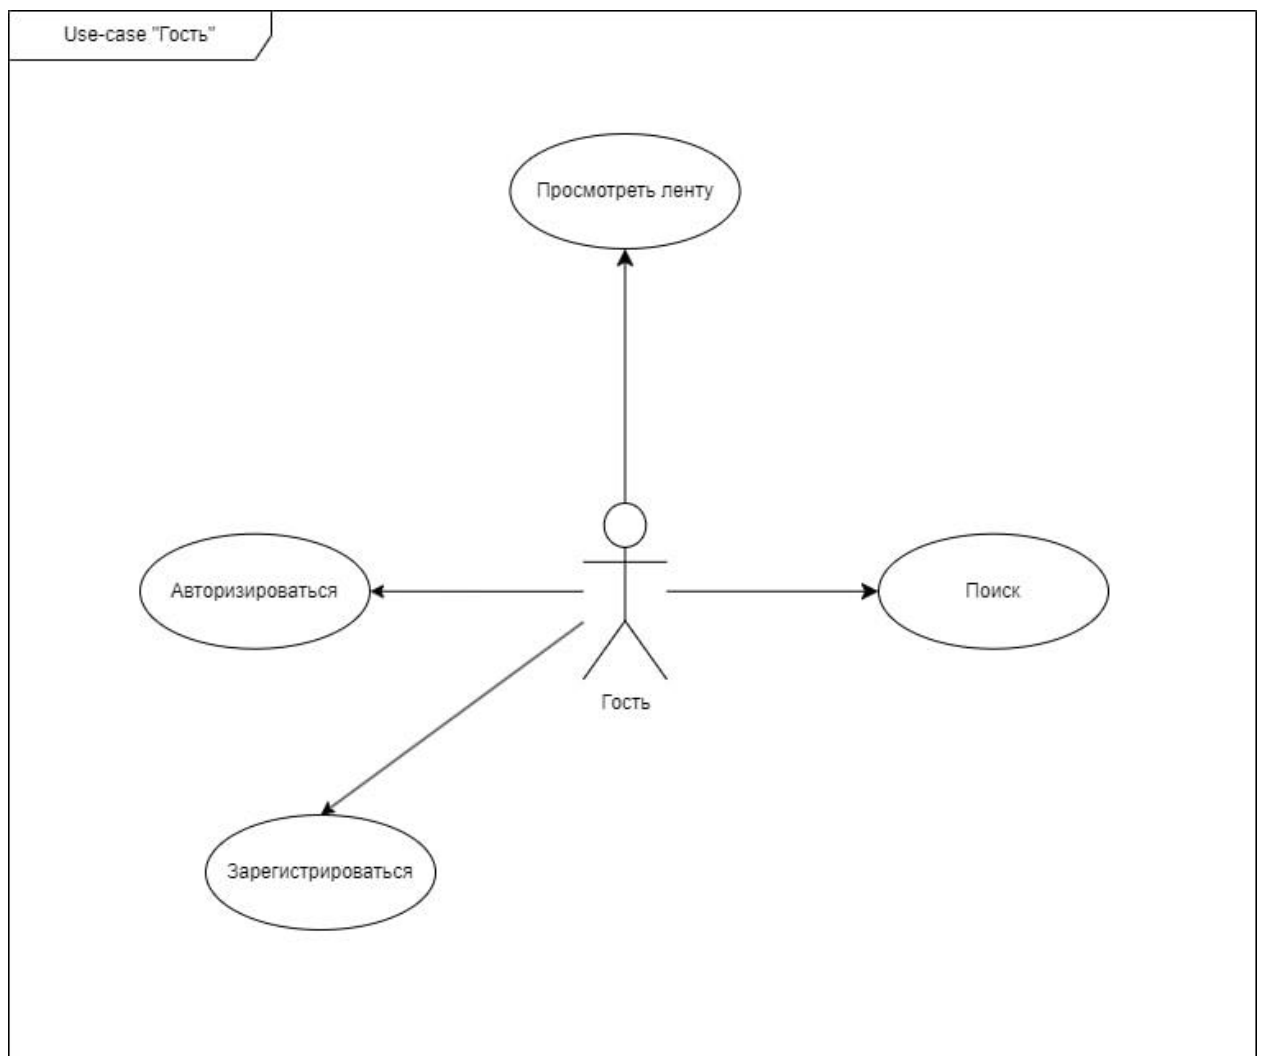 Use-case "Гость"
Просмотреть ленту
Авторизироваться
Поиск
Гость
Зарегистрироваться